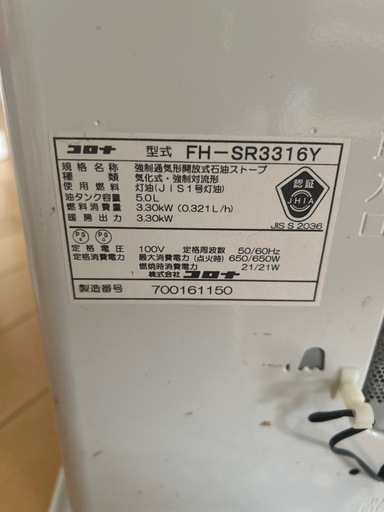 コロナ 型式 FH-SR3316Y
規格名称 強制通気形開放式石油ストーブ
種類 気化式・強制対流形
使用燃料 灯油(JIS1号灯油)
油タンク容量 5.0L
燃料消費量 3.30kW(0.321L/h)
暖房出力 3.30kW
認証
JHIA
JIS S 2036
PS PS
定格電圧 100V 定格周波数 50/60Hz
定格消費電力 最大消費電力(点火時) 650/650W
燃焼時消費電力 21/21W
株式会社 コロナ
製造番号 700161150